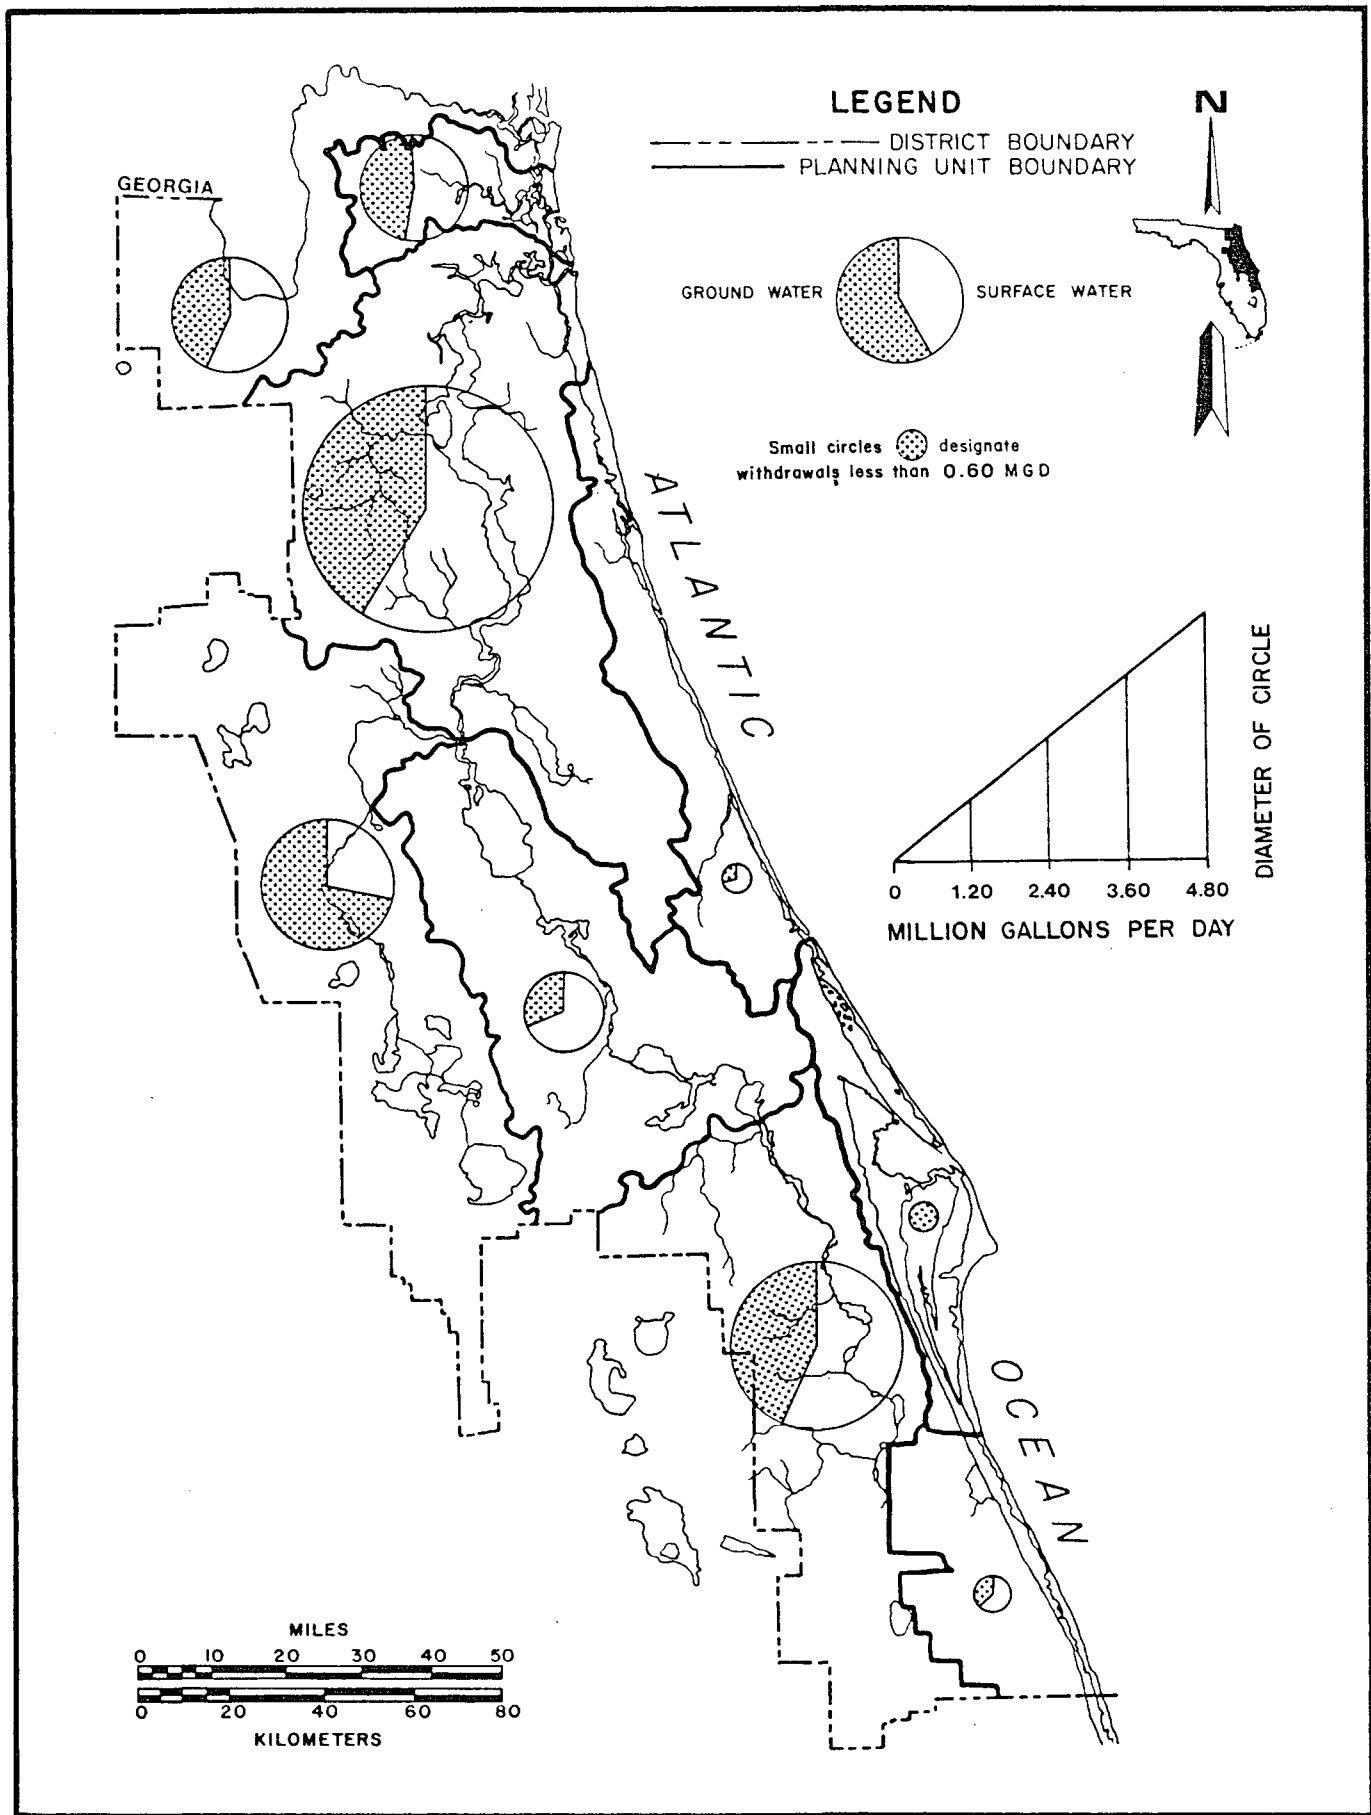 LEGEND
N
DISTRICT BOUNDARY
PLANNING UNIT BOUNDARY
GEORGIA
GROUND WATER
SURFACE WATER
Small circles designate
withdrawals less than 0.60 MGD
ATLANTIC
DIAMETER OF CIRCLE
0 1.20 2.40 3.60 4.80
MILLION GALLONS PER DAY
OCEAN
MILES
0 10 20 30 40 50
0 20 40 60 80
KILOMETERS